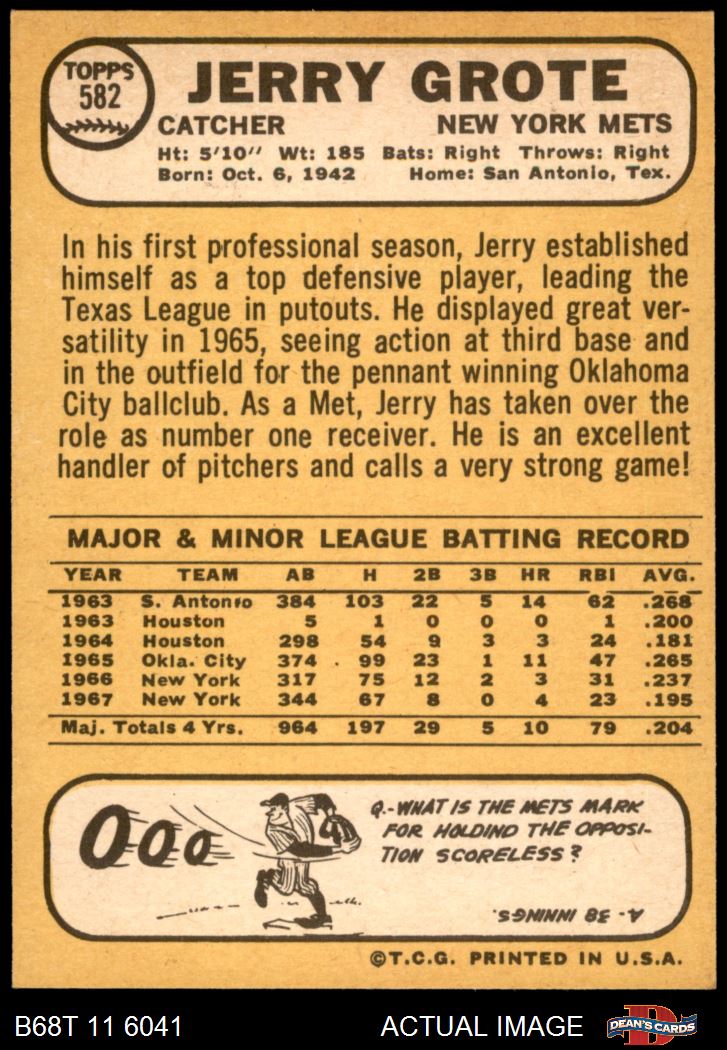 TOPPS
582
JERRY GROTE
CATCHER NEW YORK METS
Ht: 5'10" Wt: 185 Bats: Right Throws: Right
Born: Oct. 6, 1942 Home: San Antonio, Tex.
In his first professional season, Jerry established
himself as a top defensive player, leading the
Texas League in putouts. He displayed great ver-
satility in 1965, seeing action at third base and
in the outfield for the pennant winning Oklahoma
City ballclub. As a Met, Jerry has taken over the
role as number one receiver. He is an excellent
handler of pitchers and calls a very strong game!
MAJOR & MINOR LEAGUE BATTING RECORD
YEAR TEAM AB H 2B 3B HR RBI AVG.
1963 S. Antonio 384 103 22 5 14 62 .268
1963 Houston 5 1 0 0 0 1 .200
1964 Houston 298 54 9 3 3 24 .181
1965 Okla. City 374 99 23 1 11 47 .265
1966 New York 317 75 12 2 3 31 .237
1967 New York 344 67 8 0 4 23 .195
Maj. Totals 4 Yrs. 964 197 29 5 10 79 .204
000
Q.-WHAT IS THE METS MARK
FOR HOLDIND THE OPPOSI-
TION SCORELESS?
A- 38 INNINGS.
©T.C.G. PRINTED IN U.S.A.
B68T 11 6041 ACTUAL IMAGE D DEAN'S CARDS